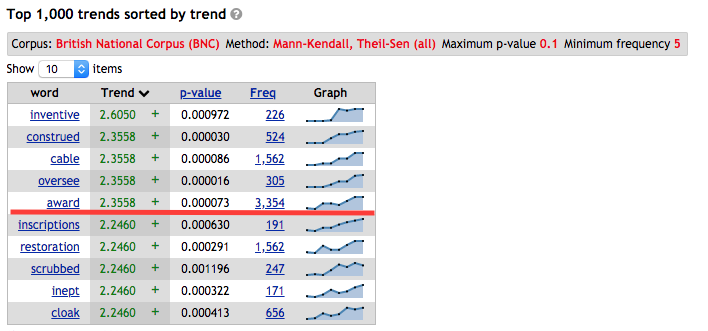 Top 1,000 trends sorted by trend ?
Corpus: British National Corpus (BNC) Method: Mann-Kendall, Theil-Sen (all) Maximum p-value 0.1 Minimum frequency 5
Show 10 items
word Trend p-value Freq Graph
inventive 2.6050 + 0.000972 226
construed 2.3558 + 0.000030 524
cable 2.3558 + 0.000086 1,562
oversee 2.3558 + 0.000016 305
award 2.3558 + 0.000073 3,354
inscriptions 2.2460 + 0.000630 191
restoration 2.2460 + 0.000291 1,562
scrubbed 2.2460 + 0.001196 247
inept 2.2460 + 0.000322 171
cloak 2.2460 + 0.000413 656